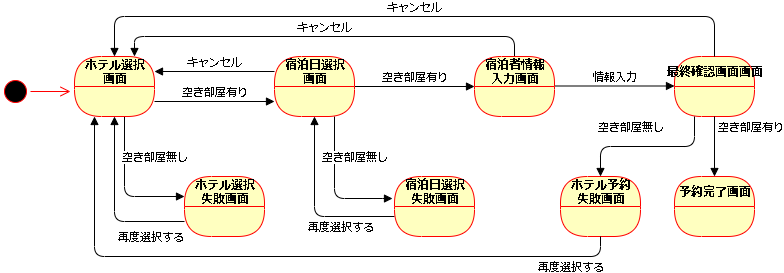 キャンセル
キャンセル
ホテル選択
画面
キャンセル
空き部屋有り
宿泊日選択
画面
空き部屋有り
宿泊者情報
入力画面
情報入力
最終確認画面画面
空き部屋無し
空き部屋無し
空き部屋無し
空き部屋有り
ホテル選択
失敗画面
宿泊日選択
失敗画面
ホテル予約
失敗画面
予約完了画面
再度選択する
再度選択する
再度選択する